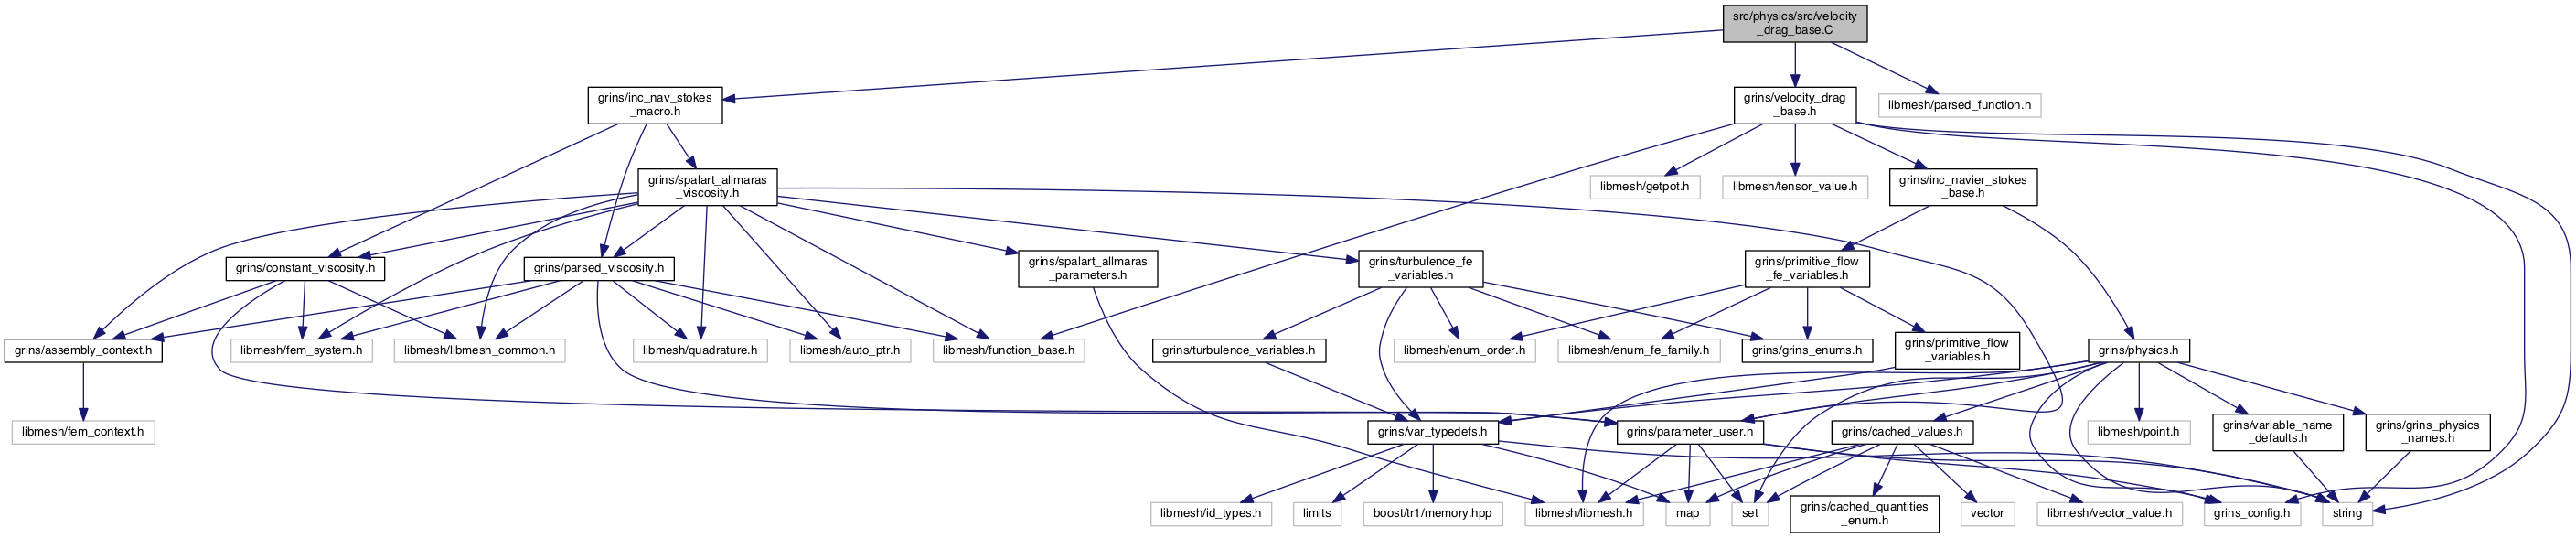 src/physics/src/velocity
_drag_base.C
grins/inc_nav_stokes
_macro.h
grins/velocity_drag
_base.h
libmesh/parsed_function.h
grins/spalart_allmaras
_viscosity.h
libmesh/getpot.h
libmesh/tensor_value.h
grins/inc_navier_stokes
_base.h
grins/constant_viscosity.h
grins/parsed_viscosity.h
grins/spalart_allmaras
_parameters.h
grins/turbulence_fe
_variables.h
grins/primitive_flow
_fe_variables.h
grins/assembly_context.h
libmesh/fem_system.h
libmesh/libmesh_common.h
libmesh/quadrature.h
libmesh/auto_ptr.h
libmesh/function_base.h
grins/turbulence_variables.h
libmesh/enum_order.h
libmesh/enum_fe_family.h
grins/grins_enums.h
grins/primitive_flow
_variables.h
grins/physics.h
libmesh/fem_context.h
grins/var_typedefs.h
grins/parameter_user.h
grins/cached_values.h
libmesh/point.h
grins/variable_name
_defaults.h
grins/grins_physics
_names.h
libmesh/id_types.h
limits
boost/tr1/memory.hpp
libmesh/libmesh.h
map
set
grins/cached_quantities
_enum.h
vector
libmesh/vector_value.h
grins_config.h
string